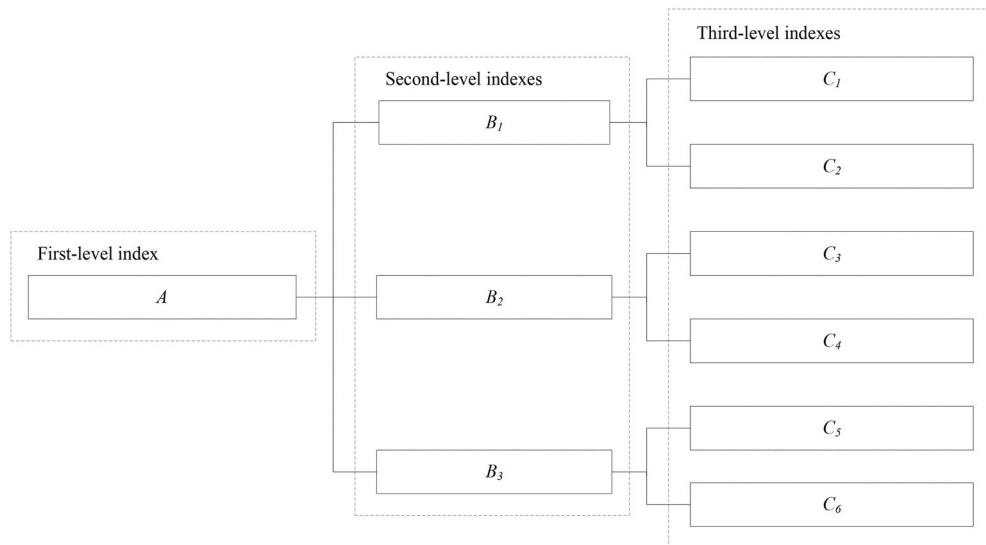 Third-level indexes
Second-level indexes
First-level index
A
B1
B2
B3
C1
C2
C3
C4
C5
C6